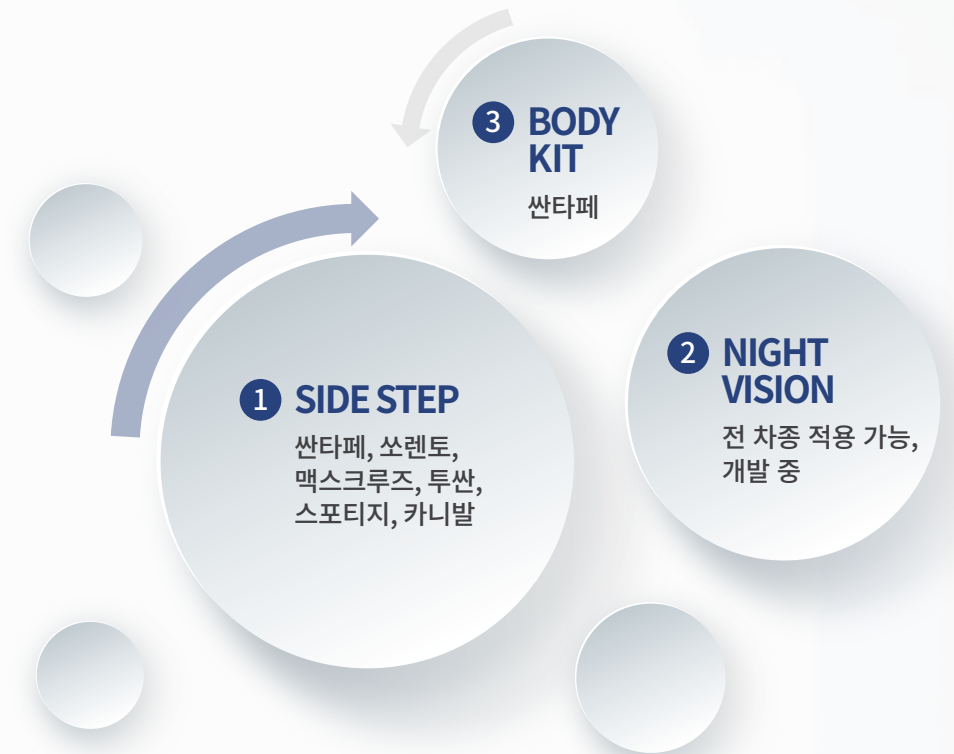 1 SIDE STEP
싼타페, 쏘렌토,
맥스크루즈, 투싼,
스포티지, 카니발
2 NIGHT
VISION
전 차종 적용 가능,
개발 중
3 BODY
KIT
싼타페